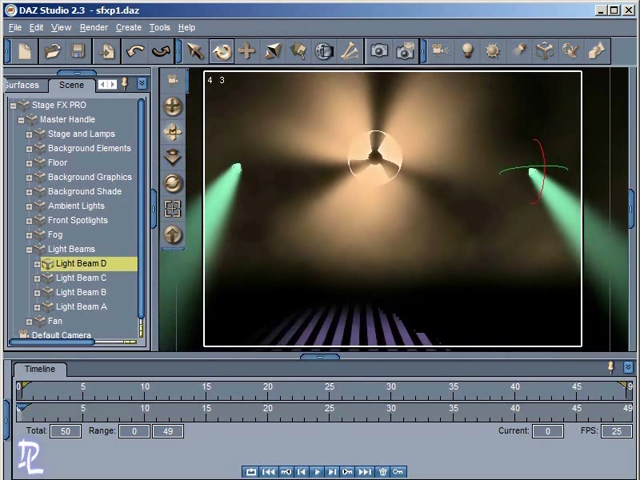 DAZ Studio 2.3 - sfxp1.daz
File Edit View Render Create Tools Help
Surfaces Scene
4 3
Stage FX PRO
Master Handle
Stage and Lamps
Background Elements
Floor
Background Graphics
Background Shade
Ambient Lights
Front Spotlights
Fog
Light Beams
Light Beam D
Light Beam C
Light Beam B
Light Beam A
Fan
Default Camera
Timeline
0 5 10 15 20 25 30 35 40 45 49
5 10 15 20 25 30 35 40 45 49
Total: 50 Range: 0 49 Current: 0 FPS: 25